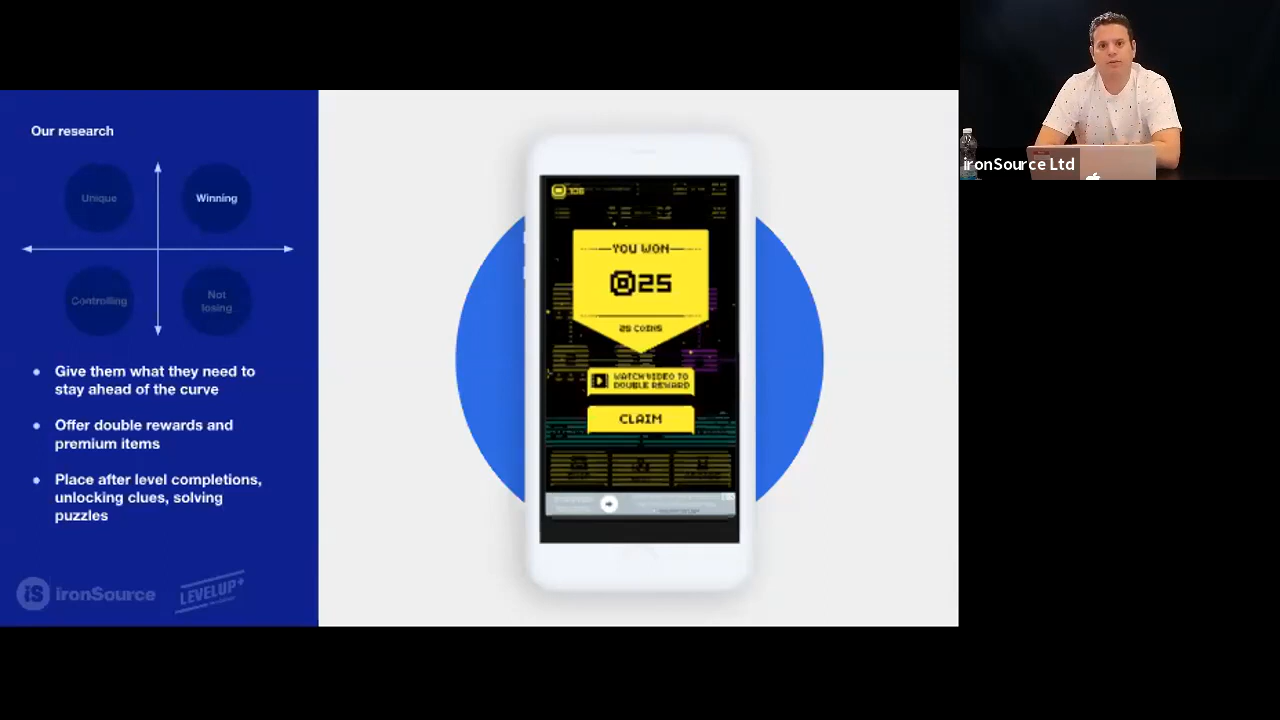 Our research
Unique
Winning
Controlling
Not
losing
Give them what they need to
stay ahead of the curve
Offer double rewards and
premium items
Place after level completions,
unlocking clues, solving
puzzles
iS ironSource
LEVELUP+
YOU WON
25
25 COINS
WATCH VIDEO TO
DOUBLE REWARD
CLAIM
ironSource Ltd